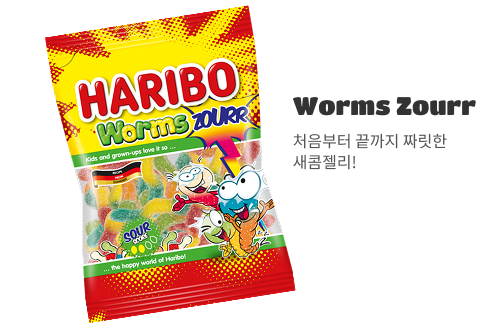 HARIBO
Worms ZOURR
Kids and grown-ups love it so ...
SOUR
... the happy world of Haribo!
Worms Zourr
처음부터 끝까지 짜릿한
새콤젤리!